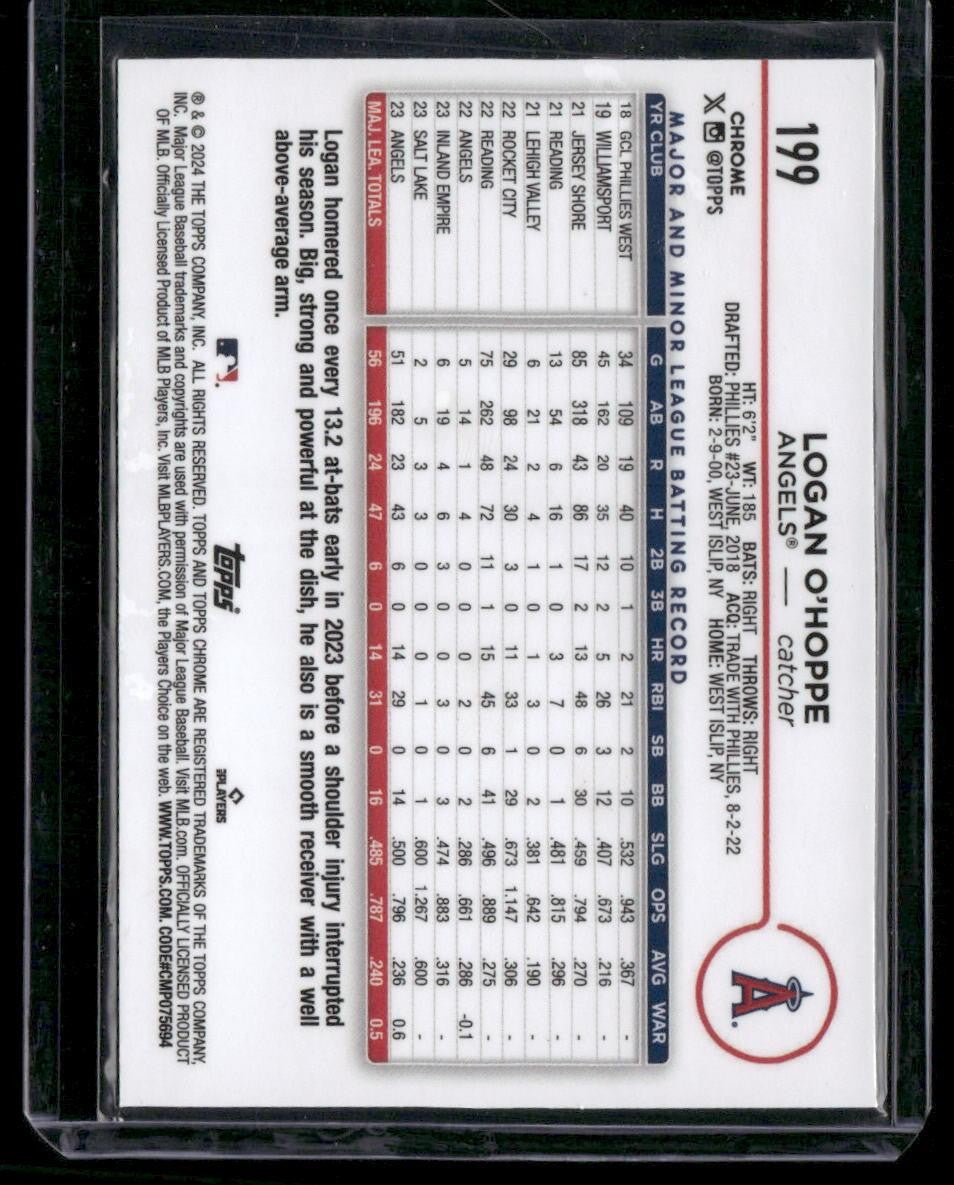 199
LOGAN O'HOPPE
ANGELS® — catcher
CHROME
X @TOPPS
HT: 6'2" WT: 185 BATS: RIGHT THROWS: RIGHT
DRAFTED: PHILLIES #23-JUNE, 2018 ACQ: TRADE WITH PHILLIES, 8-2-22
BORN: 2-9-00, WEST ISLIP, NY HOME: WEST ISLIP, NY
A
MAJOR AND MINOR LEAGUE BATTING RECORD
YR CLUB G AB R H 2B 3B HR RBI SB BB SLG OPS AVG WAR
18 GCL PHILLIES WEST 34 109 19 40 10 1 2 21 2 10 .532 .943 .367 -
19 WILLIAMSPORT 45 162 20 35 12 2 5 26 3 12 .407 .673 .216 -
21 JERSEY SHORE 85 318 43 86 17 2 13 48 6 30 .459 .794 .270 -
21 READING 13 54 6 16 1 0 3 7 0 1 .481 .815 .296 -
21 LEHIGH VALLEY 6 21 2 4 1 0 1 3 0 2 .381 .642 .190 -
22 ROCKET CITY 29 98 24 30 3 0 11 33 1 29 .673 1.147 .306 -
22 READING 75 262 48 72 11 1 15 45 6 41 .496 .889 .275 -
22 ANGELS 5 14 1 4 0 0 0 2 0 2 .286 .661 .286 -0.1
23 INLAND EMPIRE 6 19 4 6 3 0 0 3 0 3 .474 .883 .316 -
23 SALT LAKE 2 5 3 3 0 0 0 1 0 1 .600 1.267 .600 -
23 ANGELS 51 182 23 43 6 0 14 29 0 14 .500 .796 .236 0.6
MAJ. LEA. TOTALS 56 196 24 47 6 0 14 31 0 16 .485 .787 .240 0.5
Logan homered once every 13.2 at-bats early in 2023 before a shoulder injury interrupted
his season. Big, strong and powerful at the dish, he also is a smooth receiver with a well
above-average arm.
topps
PLAYERS
® & © 2024 THE TOPPS COMPANY, INC. ALL RIGHTS RESERVED. TOPPS AND TOPPS CHROME ARE REGISTERED TRADEMARKS OF THE TOPPS COMPANY,
INC. Major League Baseball trademarks and copyrights are used with permission of Major League Baseball. Visit MLB.com. OFFICIALLY LICENSED PRODUCT
OF MLB. Officially Licensed Product of MLB Players, Inc. Visit MLBPLAYERS.COM, the Players Choice on the web. WWW.TOPPS.COM. CODE#CMP075694